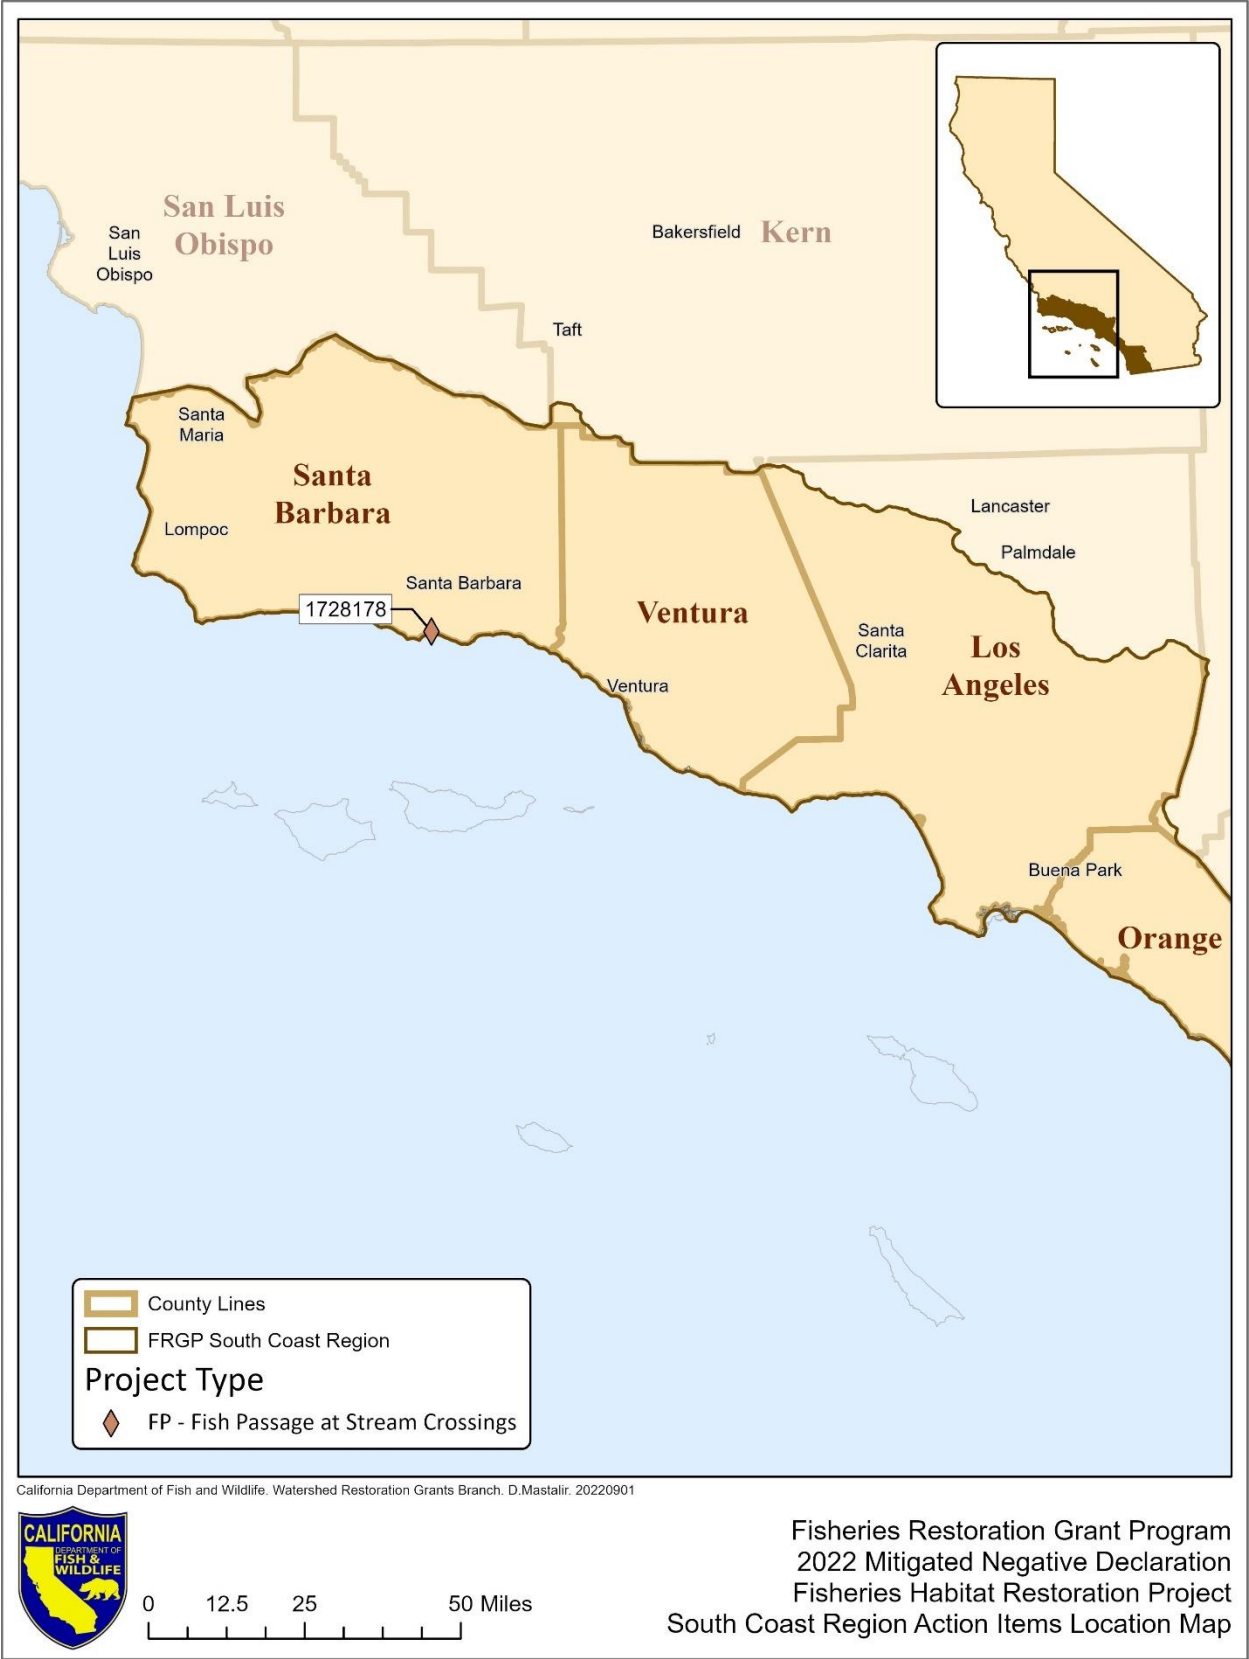 San Luis
Obispo
San
Luis
Obispo
Bakersfield
Kern
Taft
Santa
Maria
Santa
Barbara
Lompoc
Santa Barbara
1728178
Lancaster
Palmdale
Ventura
Santa
Clarita
Los
Angeles
Ventura
Buena Park
Orange
County Lines
FRGP South Coast Region
Project Type
FP - Fish Passage at Stream Crossings
California Department of Fish and Wildlife. Watershed Restoration Grants Branch. D.Mastalir. 20220901
CALIFORNIA
DEPARTMENT OF
FISH &
WILDLIFE
0 12.5 25 50 Miles
Fisheries Restoration Grant Program
2022 Mitigated Negative Declaration
Fisheries Habitat Restoration Project
South Coast Region Action Items Location Map